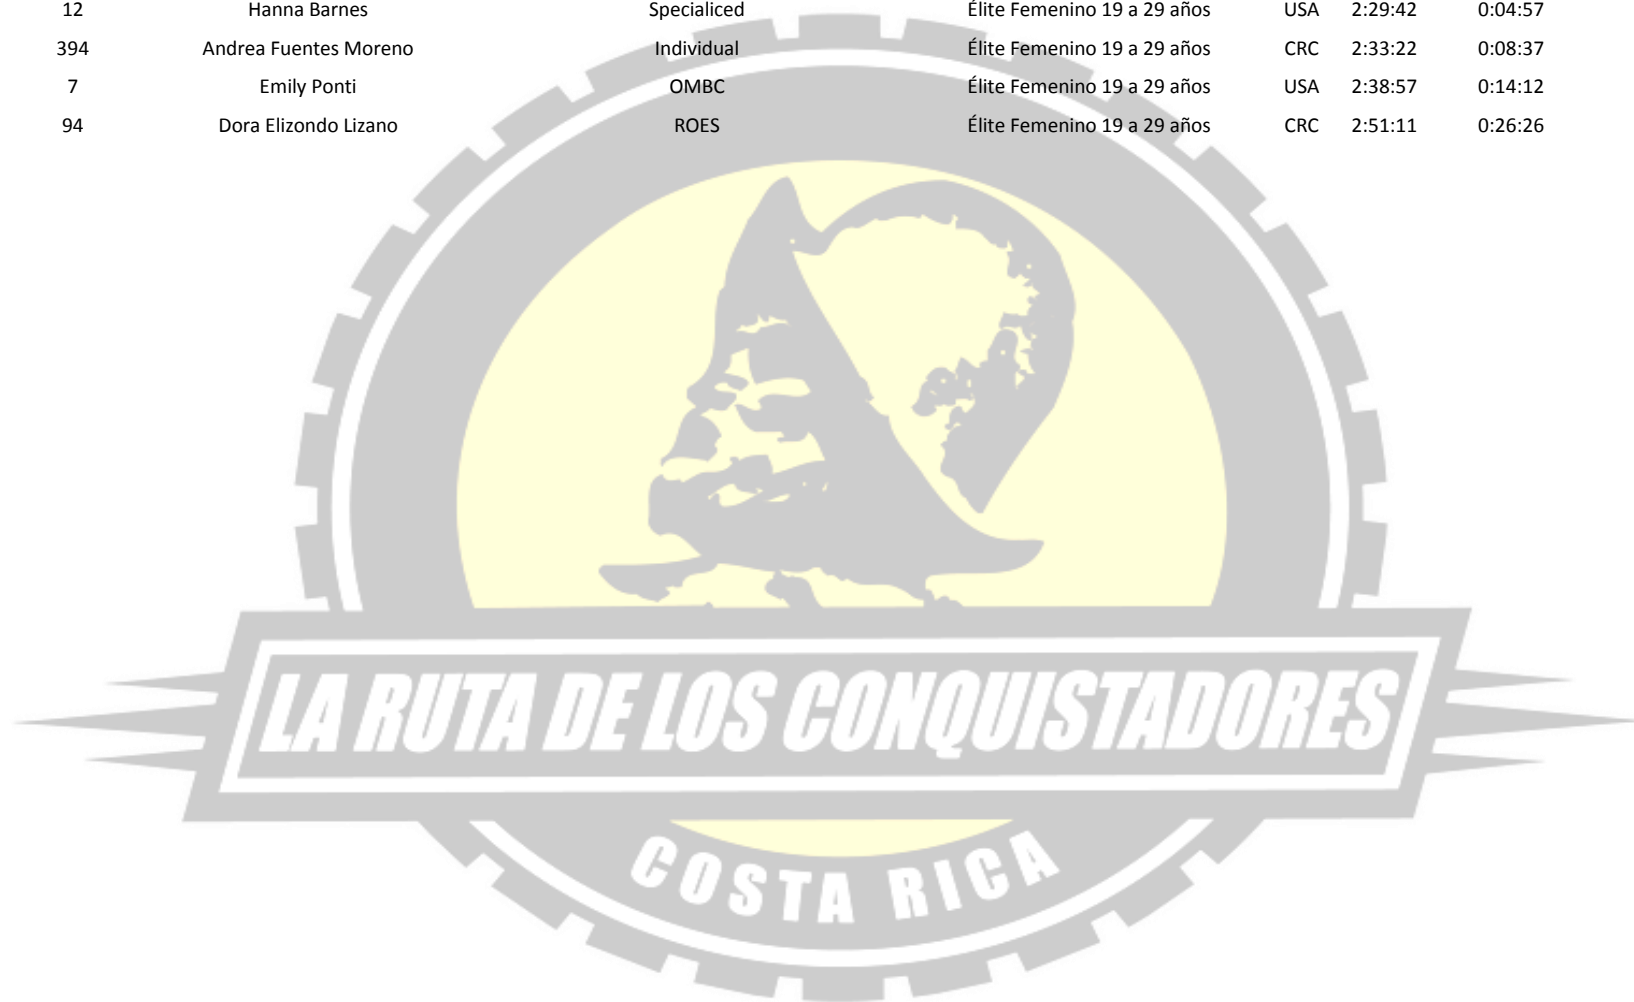 12 Hanna Barnes Specialiced Élite Femenino 19 a 29 años USA 2:29:42 0:04:57
394 Andrea Fuentes Moreno Individual Élite Femenino 19 a 29 años CRC 2:33:22 0:08:37
7 Emily Ponti OMBC Élite Femenino 19 a 29 años USA 2:38:57 0:14:12
94 Dora Elizondo Lizano ROES Élite Femenino 19 a 29 años CRC 2:51:11 0:26:26
LA RUTA DE LOS CONQUISTADORES
COSTA RICA